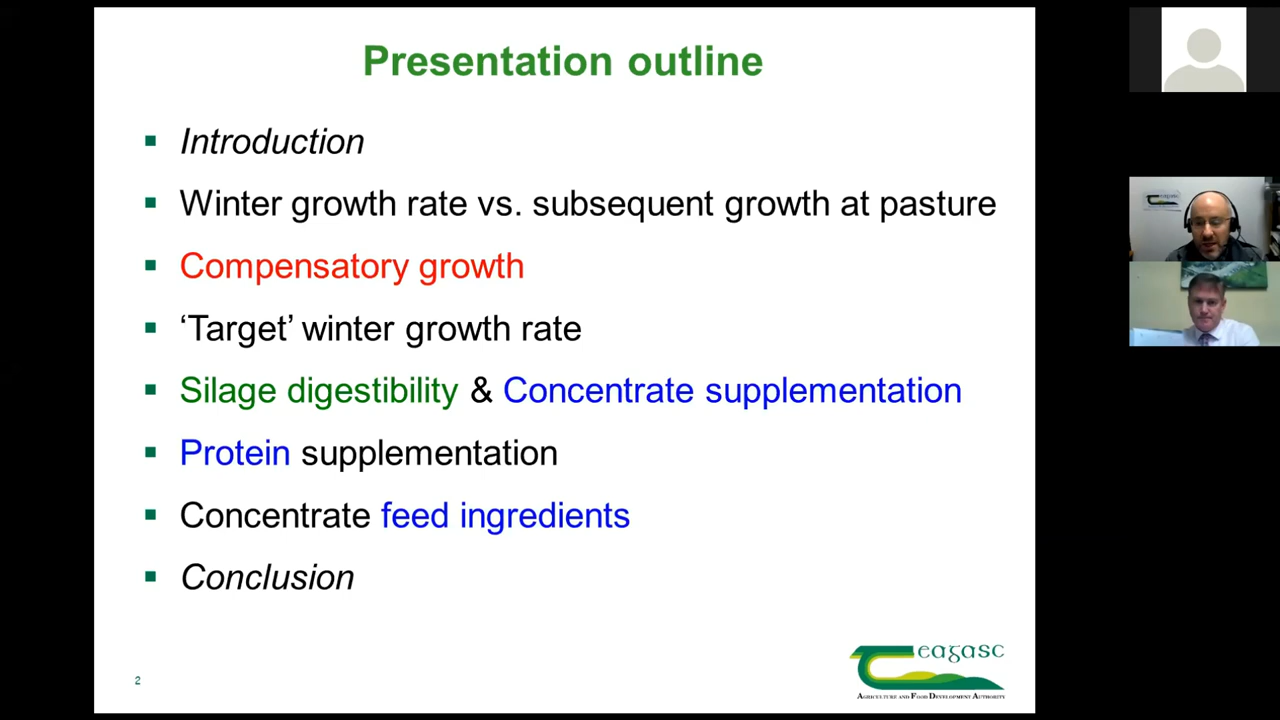 Presentation outline
Introduction
Winter growth rate vs. subsequent growth at pasture
Compensatory growth
‘Target’ winter growth rate
Silage digestibility & Concentrate supplementation
Protein supplementation
Concentrate feed ingredients
Conclusion
2
teagasc
Agriculture and Food Development Authority